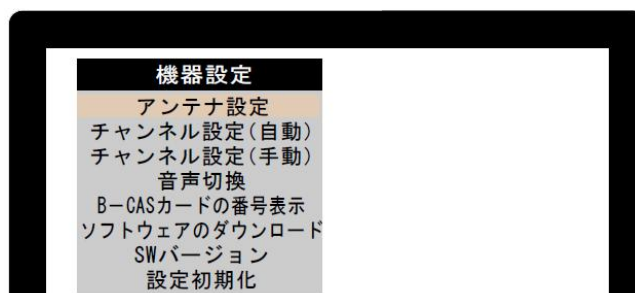 機器設定
アンテナ設定
チャンネル設定(自動)
チャンネル設定(手動)
音声切換
B－CASカードの番号表示
ソフトウェアのダウンロード
SWバージョン
設定初期化